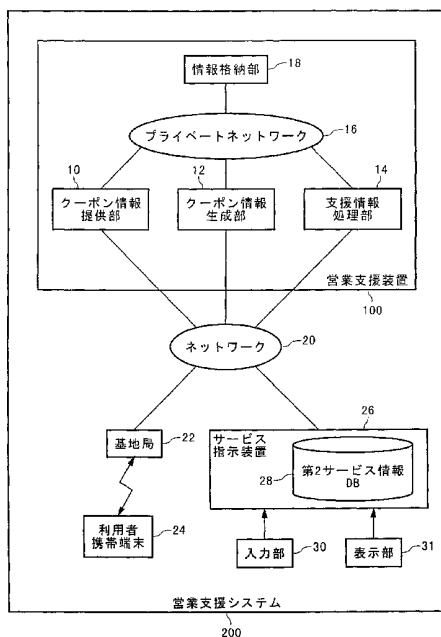 情報格納部
18
プライベートネットワーク
16
10
12
14
クーポン情報
提供部
クーポン情報
生成部
支援情報
処理部
営業支援装置
100
ネットワーク
20
基地局
22
26
サービス
指示装置
28
第2サービス情報
DB
利用者
携帯端末
24
入力部
30
表示部
31
営業支援システム
200